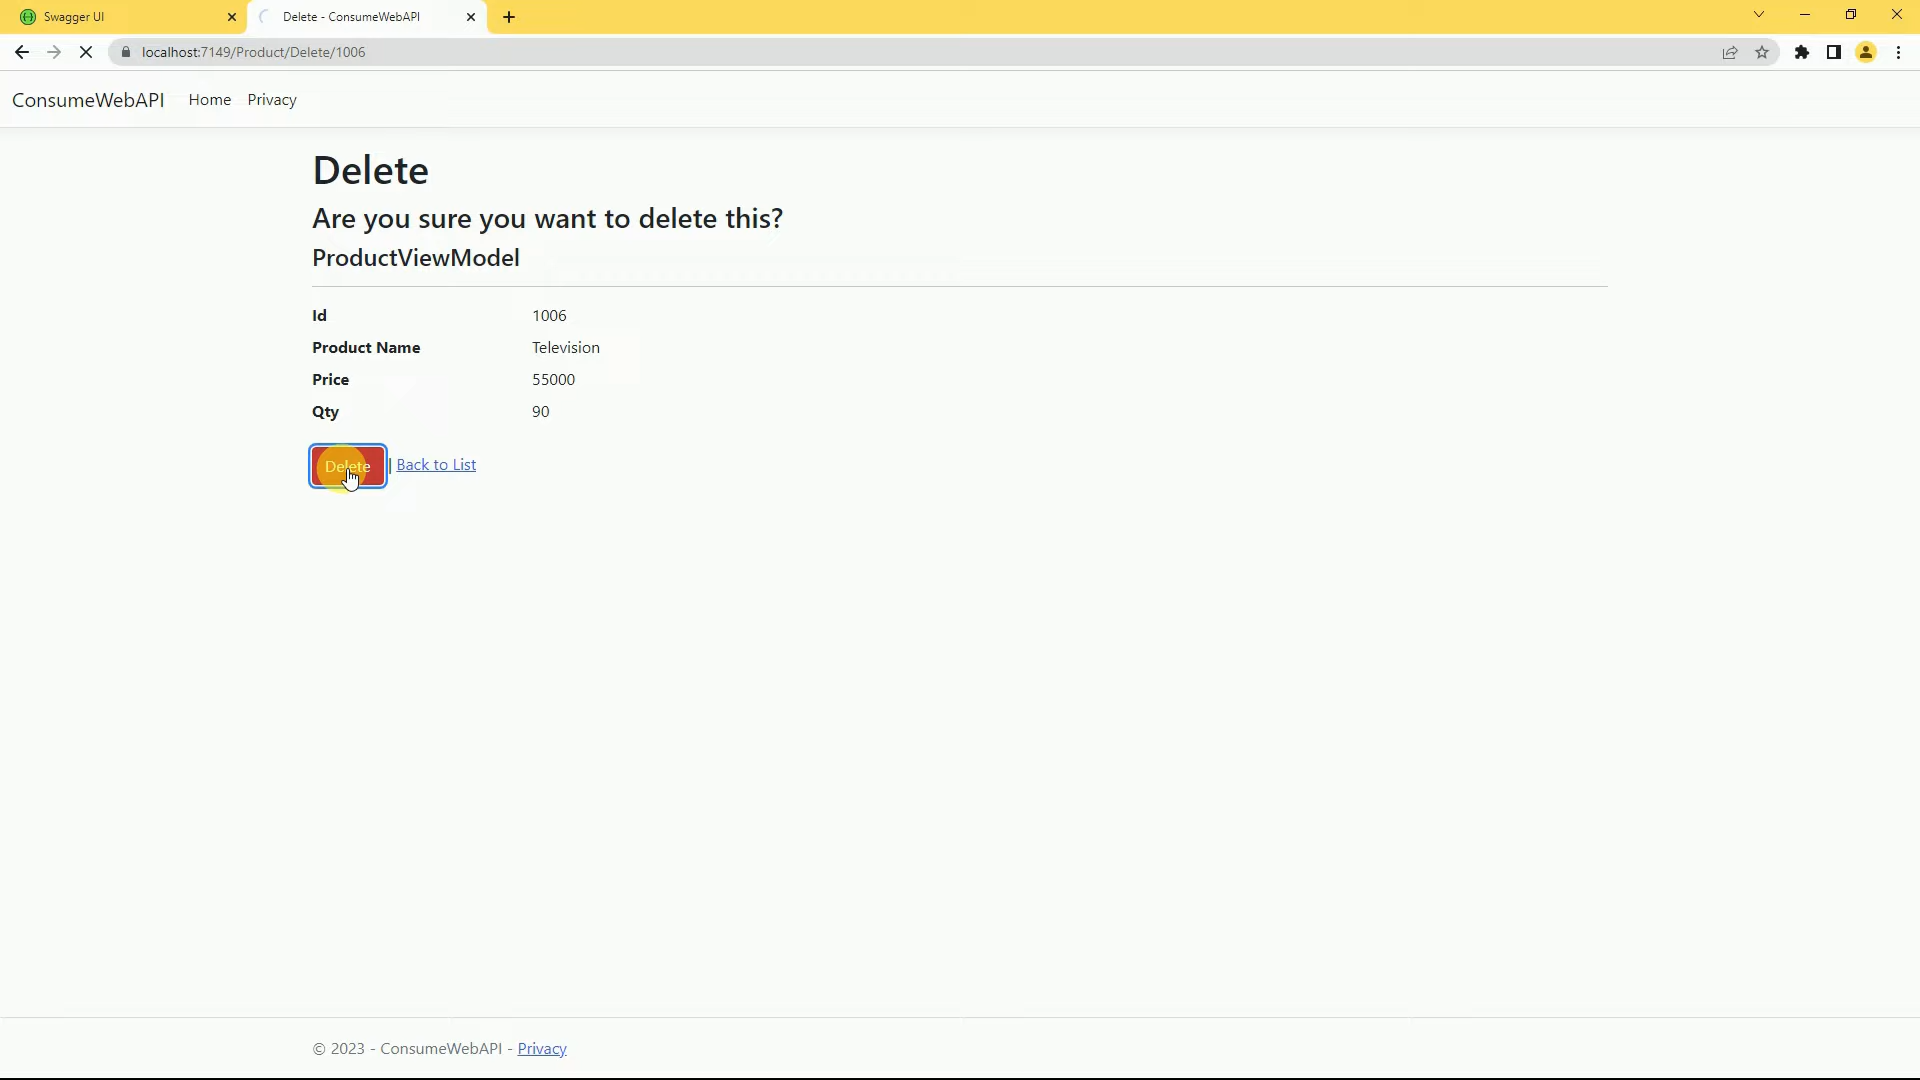 Swagger UI
Delete - ConsumeWebAPI
localhost:7149/Product/Delete/1006
ConsumeWebAPI Home Privacy
Delete
Are you sure you want to delete this?
ProductViewModel
Id 1006
Product Name Television
Price 55000
Qty 90
Delete | Back to List
© 2023 - ConsumeWebAPI - Privacy